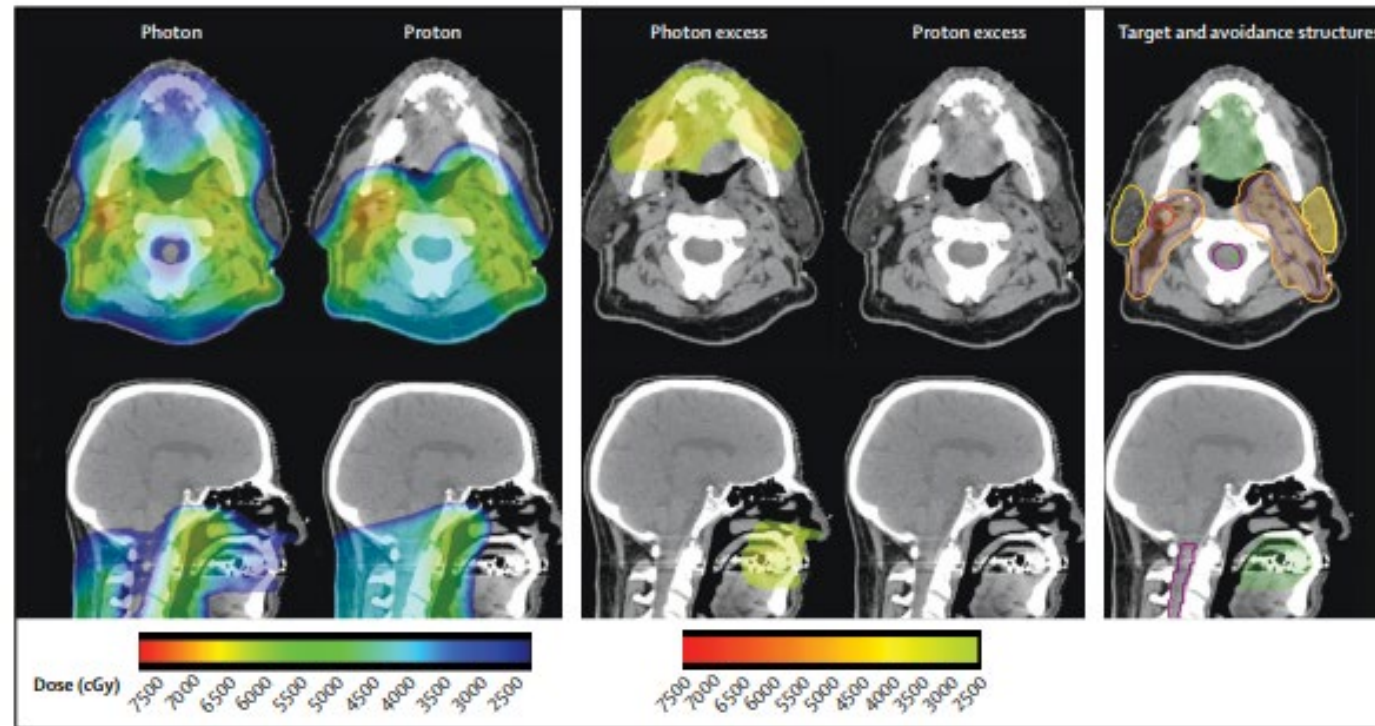 Photon Proton Photon excess Proton excess Target and avoidance structures
Dose (cGy)
7500 7000 6500 6000 5500 5000 4500 4000 3500 3000 2500
7500 7000 6500 6000 5500 5000 4500 4000 3500 3000 2500